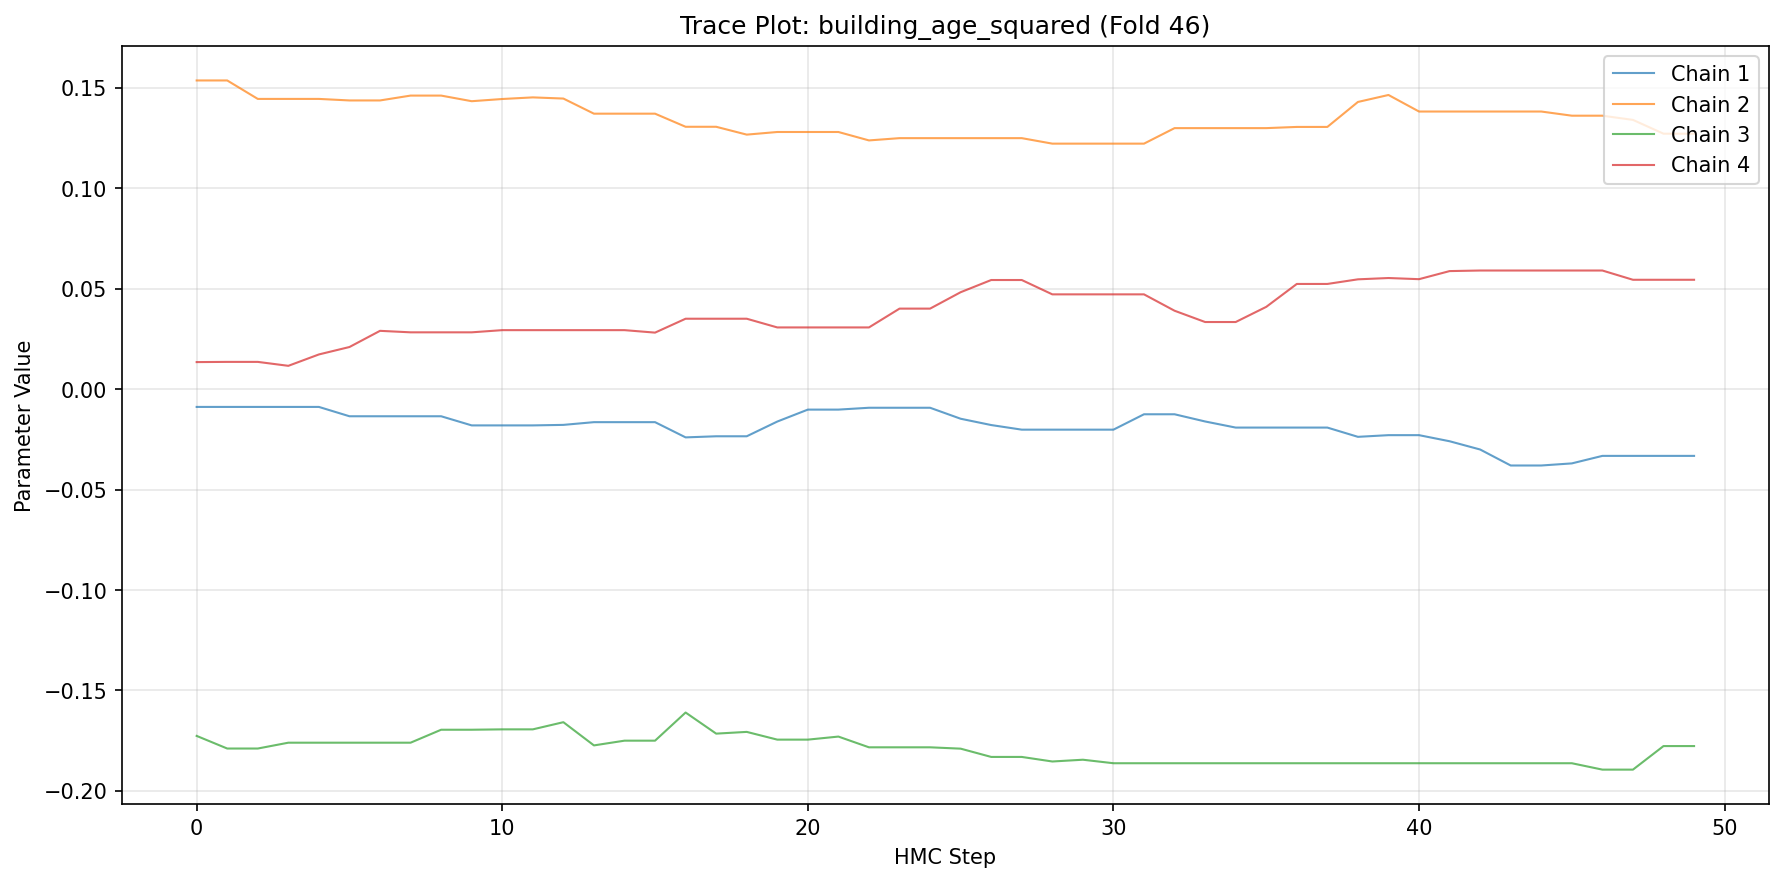 Trace Plot: building_age_squared (Fold 46)
Chain 1
Chain 2
Chain 3
Chain 4
Parameter Value
0.15
0.10
0.05
0.00
−0.05
−0.10
−0.15
−0.20
0 10 20 30 40 50
HMC Step